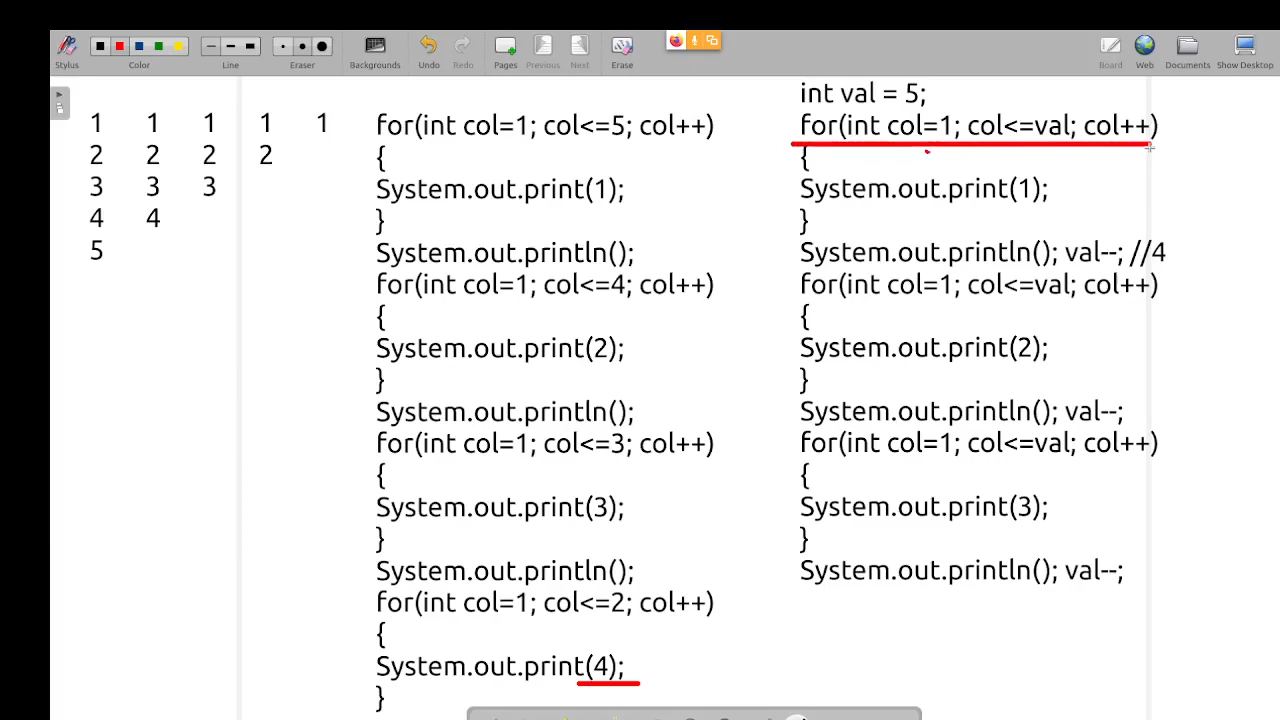 Stylus Color Line Eraser Backgrounds Undo Redo Pages Previous Next Erase Board Web Documents Show Desktop
1 1 1 1 1
2 2 2 2
3 3 3
4 4
5
for(int col=1; col<=5; col++)
{
System.out.print(1);
}
System.out.println();
for(int col=1; col<=4; col++)
{
System.out.print(2);
}
System.out.println();
for(int col=1; col<=3; col++)
{
System.out.print(3);
}
System.out.println();
for(int col=1; col<=2; col++)
{
System.out.print(4);
}
int val = 5;
for(int col=1; col<=val; col++)
{
System.out.print(1);
}
System.out.println(); val--; //4
for(int col=1; col<=val; col++)
{
System.out.print(2);
}
System.out.println(); val--;
for(int col=1; col<=val; col++)
{
System.out.print(3);
}
System.out.println(); val--;